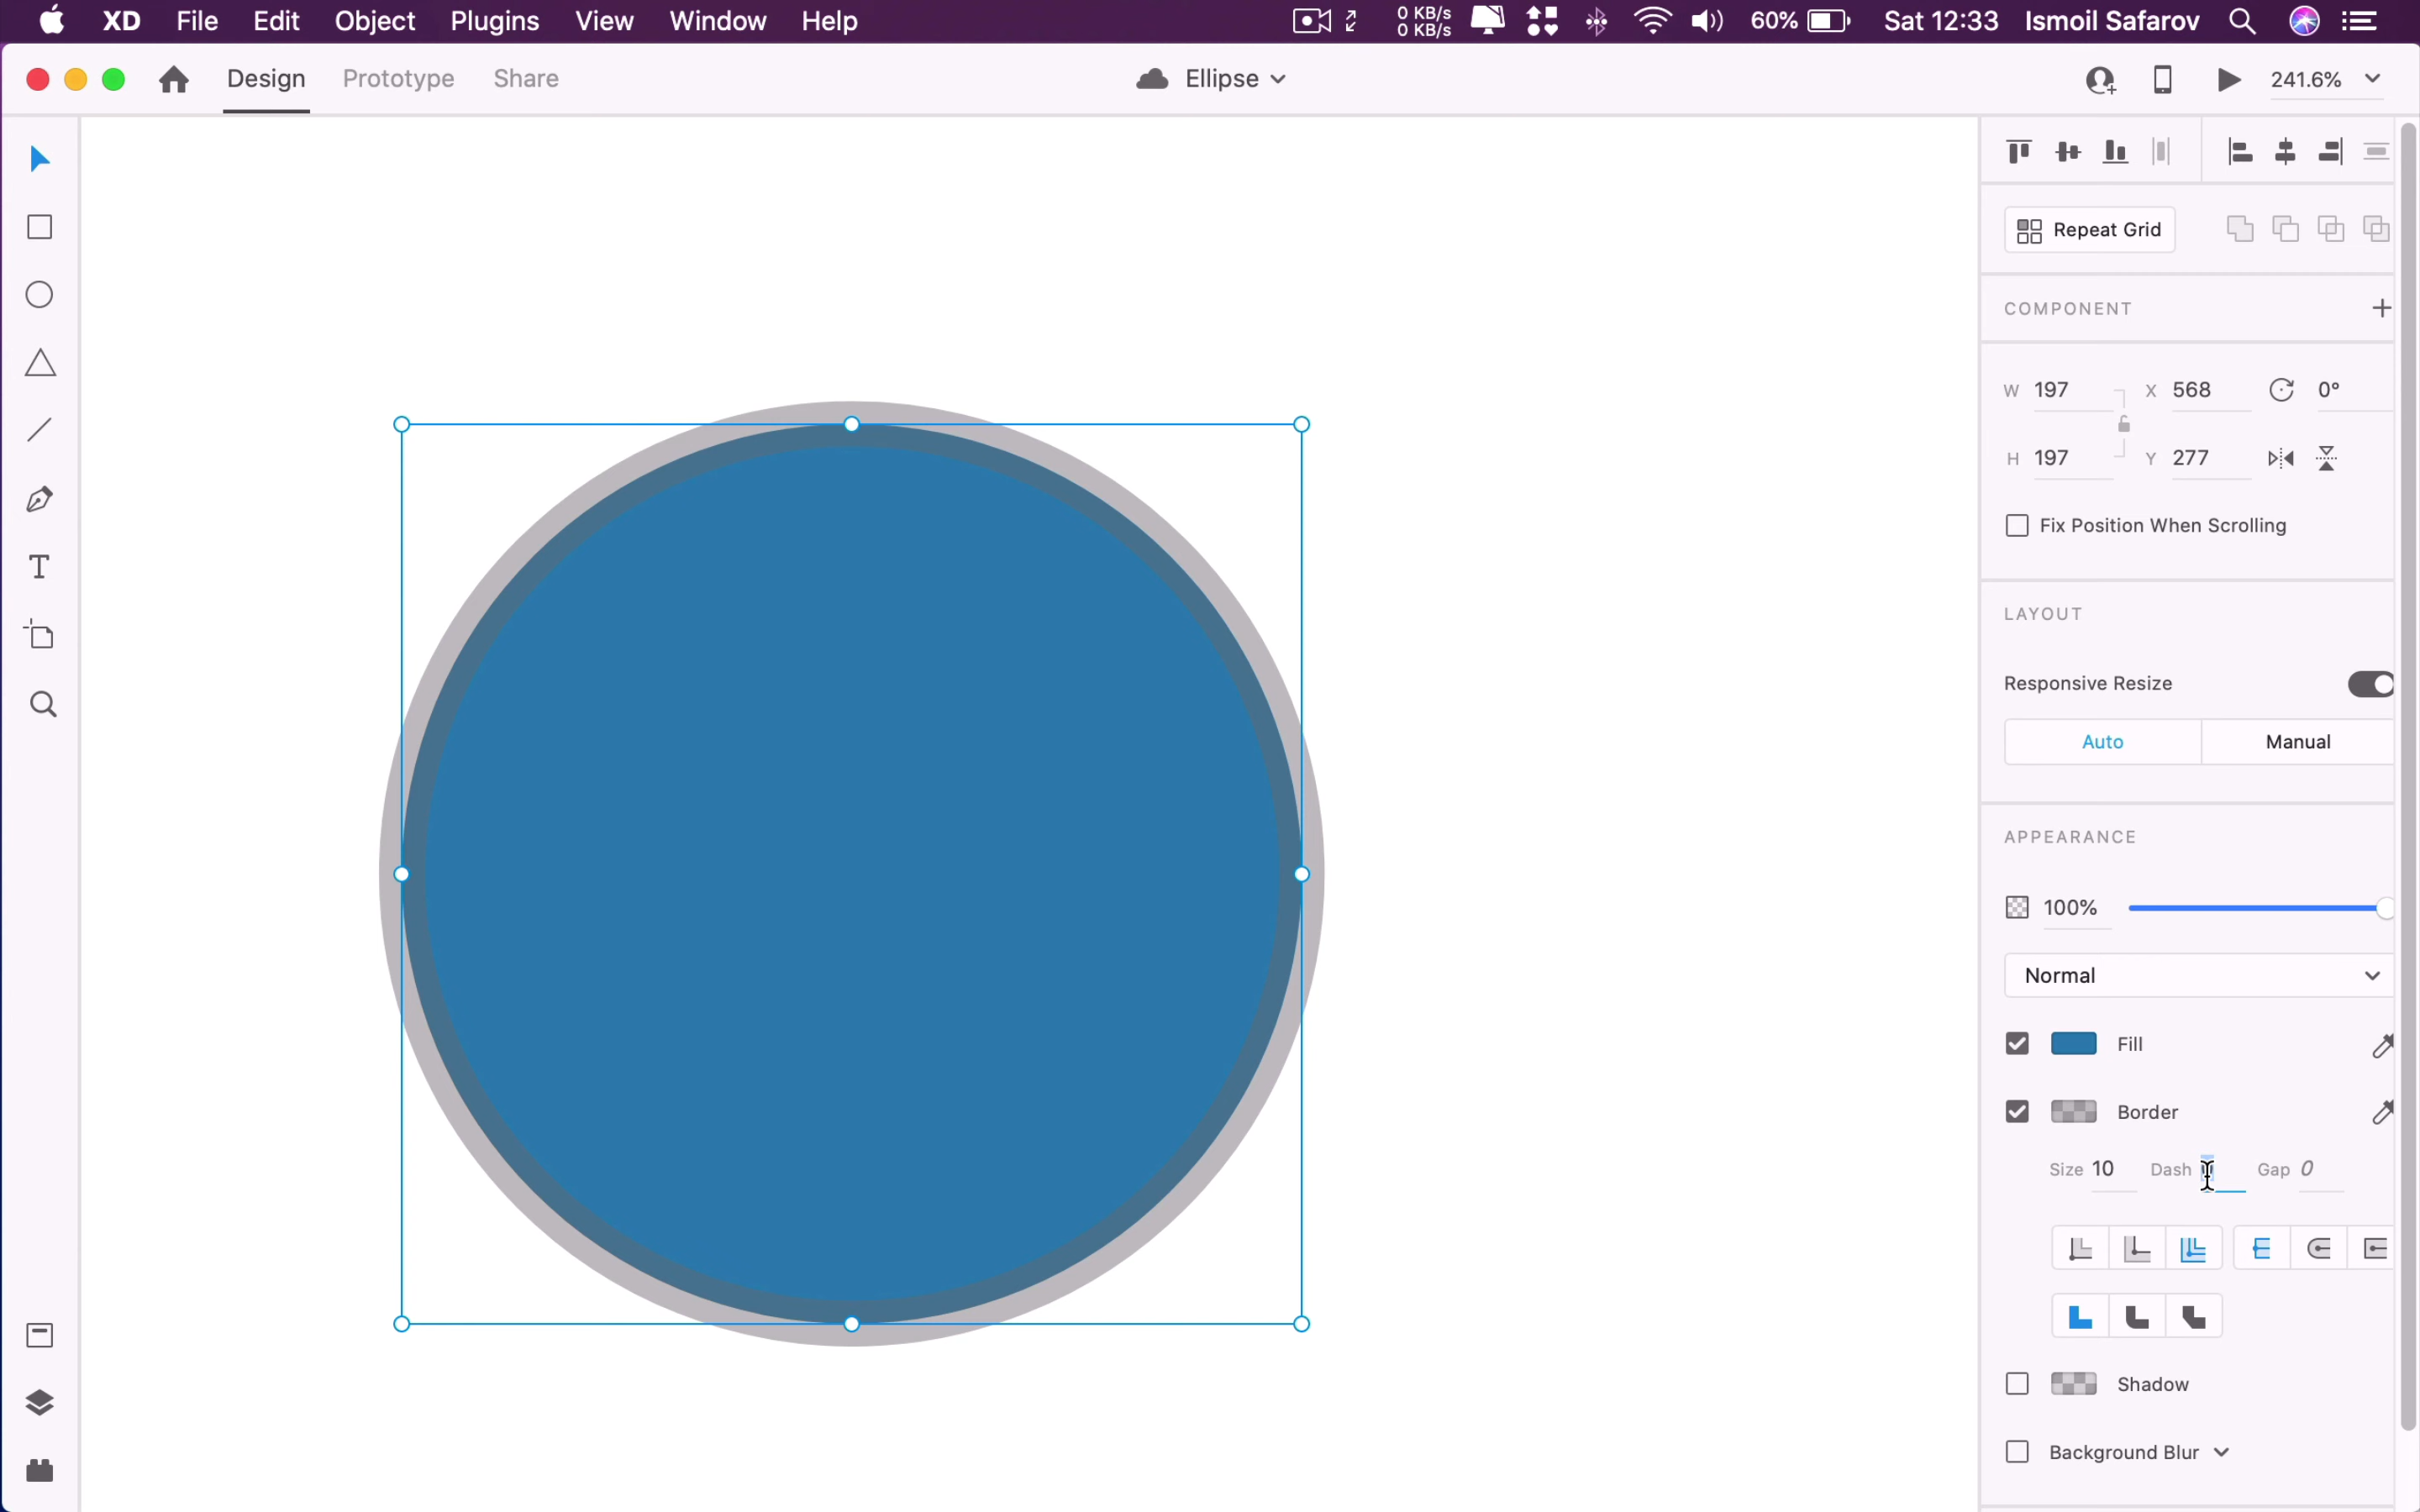 XD File Edit Object Plugins View Window Help 0 KB/s 0 KB/s 60% Sat 12:33 Ismoil Safarov
Design Prototype Share Ellipse 241.6%
Repeat Grid
COMPONENT
W 197 X 568 0°
H 197 Y 277
Fix Position When Scrolling
LAYOUT
Responsive Resize
Auto Manual
APPEARANCE
100%
Normal
Fill
Border
Size 10 Dash Gap 0
Shadow
Background Blur
T